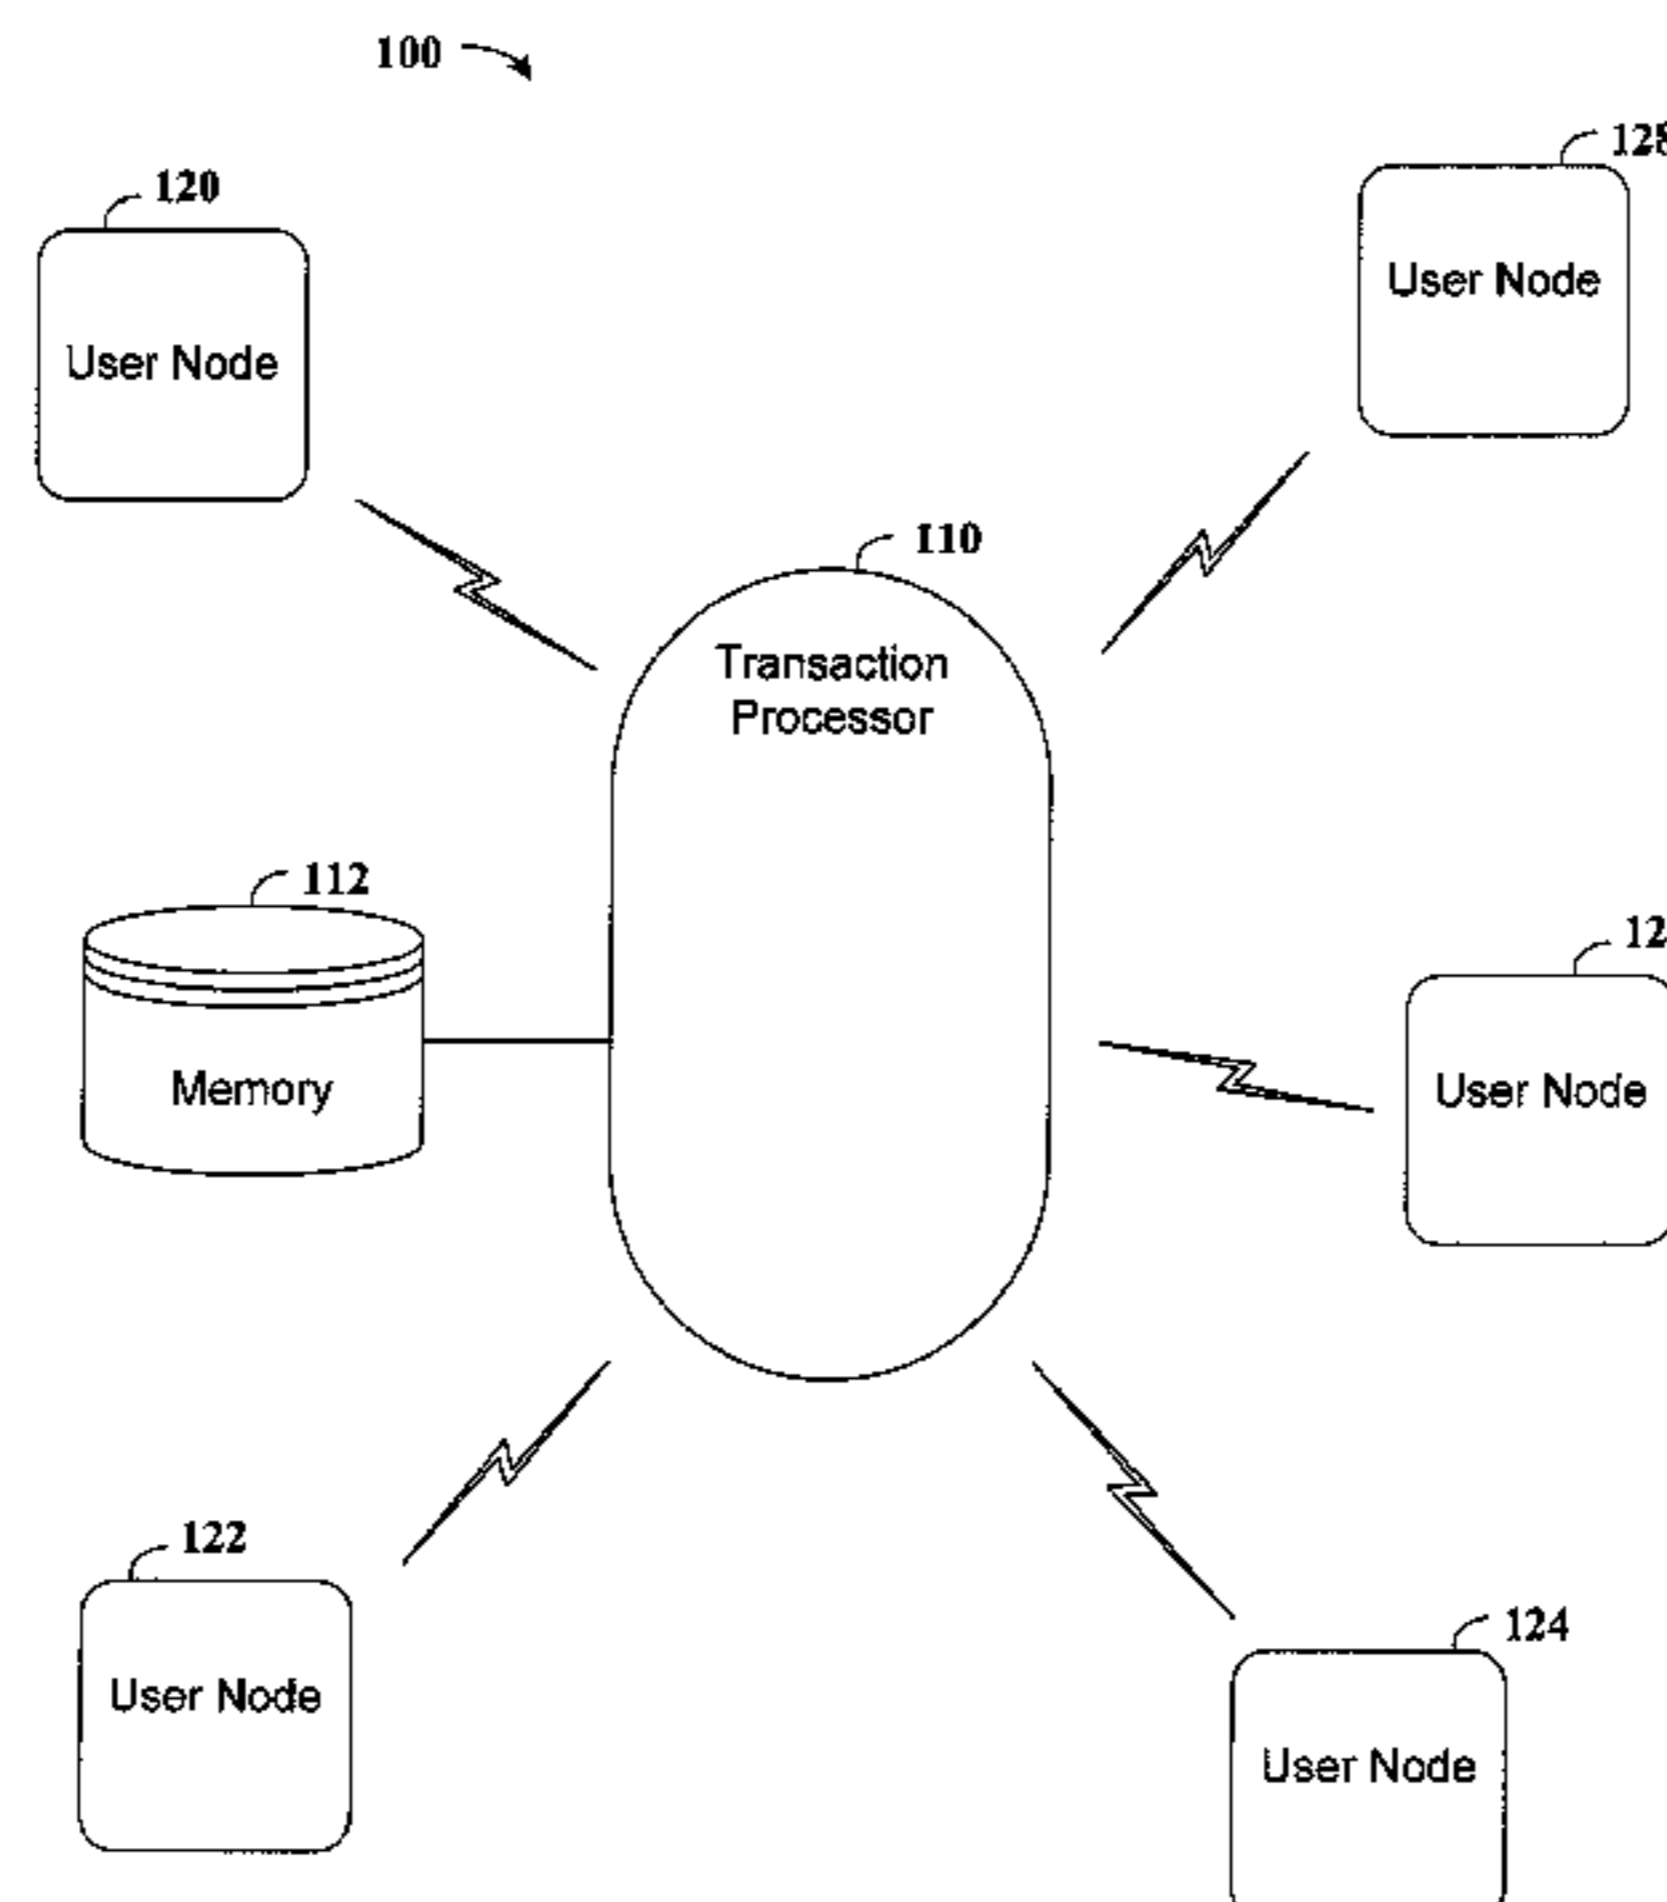 100
128
120
User Node
User Node
110
Transaction
Processor
112
Memory
12
User Node
122
User Node
124
User Node